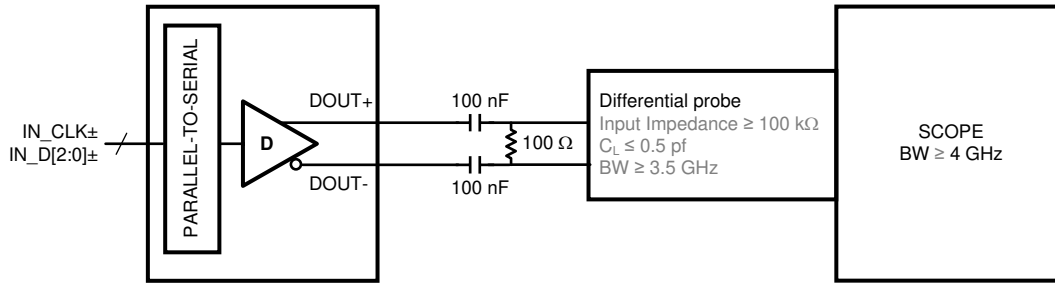 IN_CLK±
IN_D[2:0]±
PARALLEL-TO-SERIAL
D
DOUT+
DOUT-
100 nF
100 Ω
100 nF
Differential probe
Input Impedance ≥ 100 kΩ
CL ≤ 0.5 pf
BW ≥ 3.5 GHz
SCOPE
BW ≥ 4 GHz